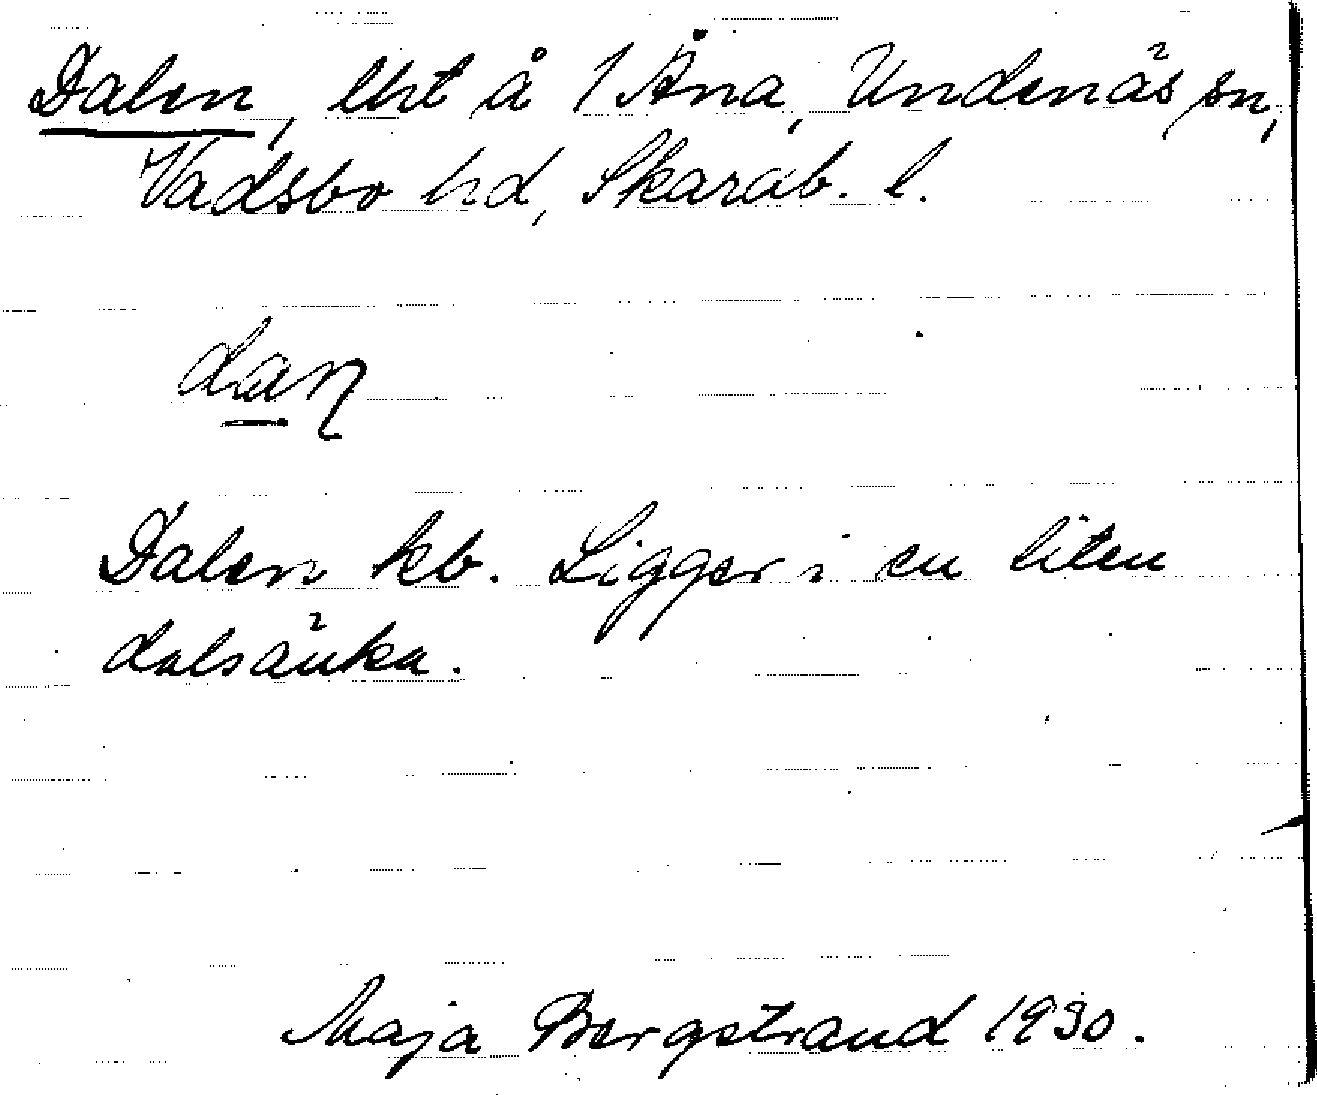 Dalen, lht å 1 Åna, Undenäs sn,
Vadsbo hd, Skarab. l.
dan
Dalen kb. Ligger i en liten
dalsänka.
Maja Bergstrand 1930.